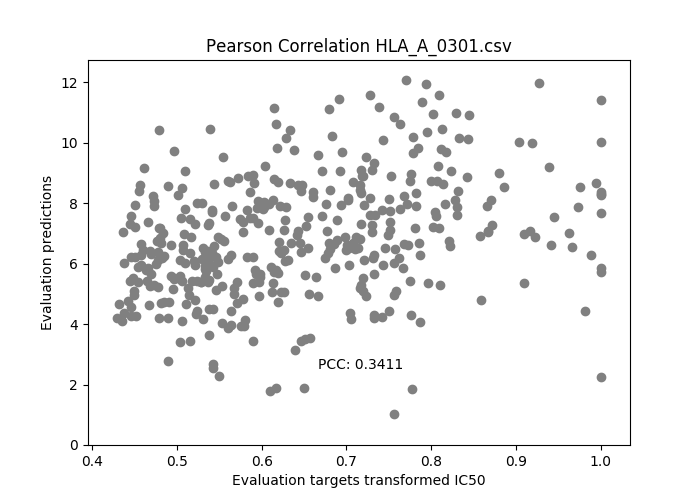 Pearson Correlation HLA_A_0301.csv
12
10
8
6
4
2
0
Evaluation predictions
PCC: 0.3411
0.4 0.5 0.6 0.7 0.8 0.9 1.0
Evaluation targets transformed IC50